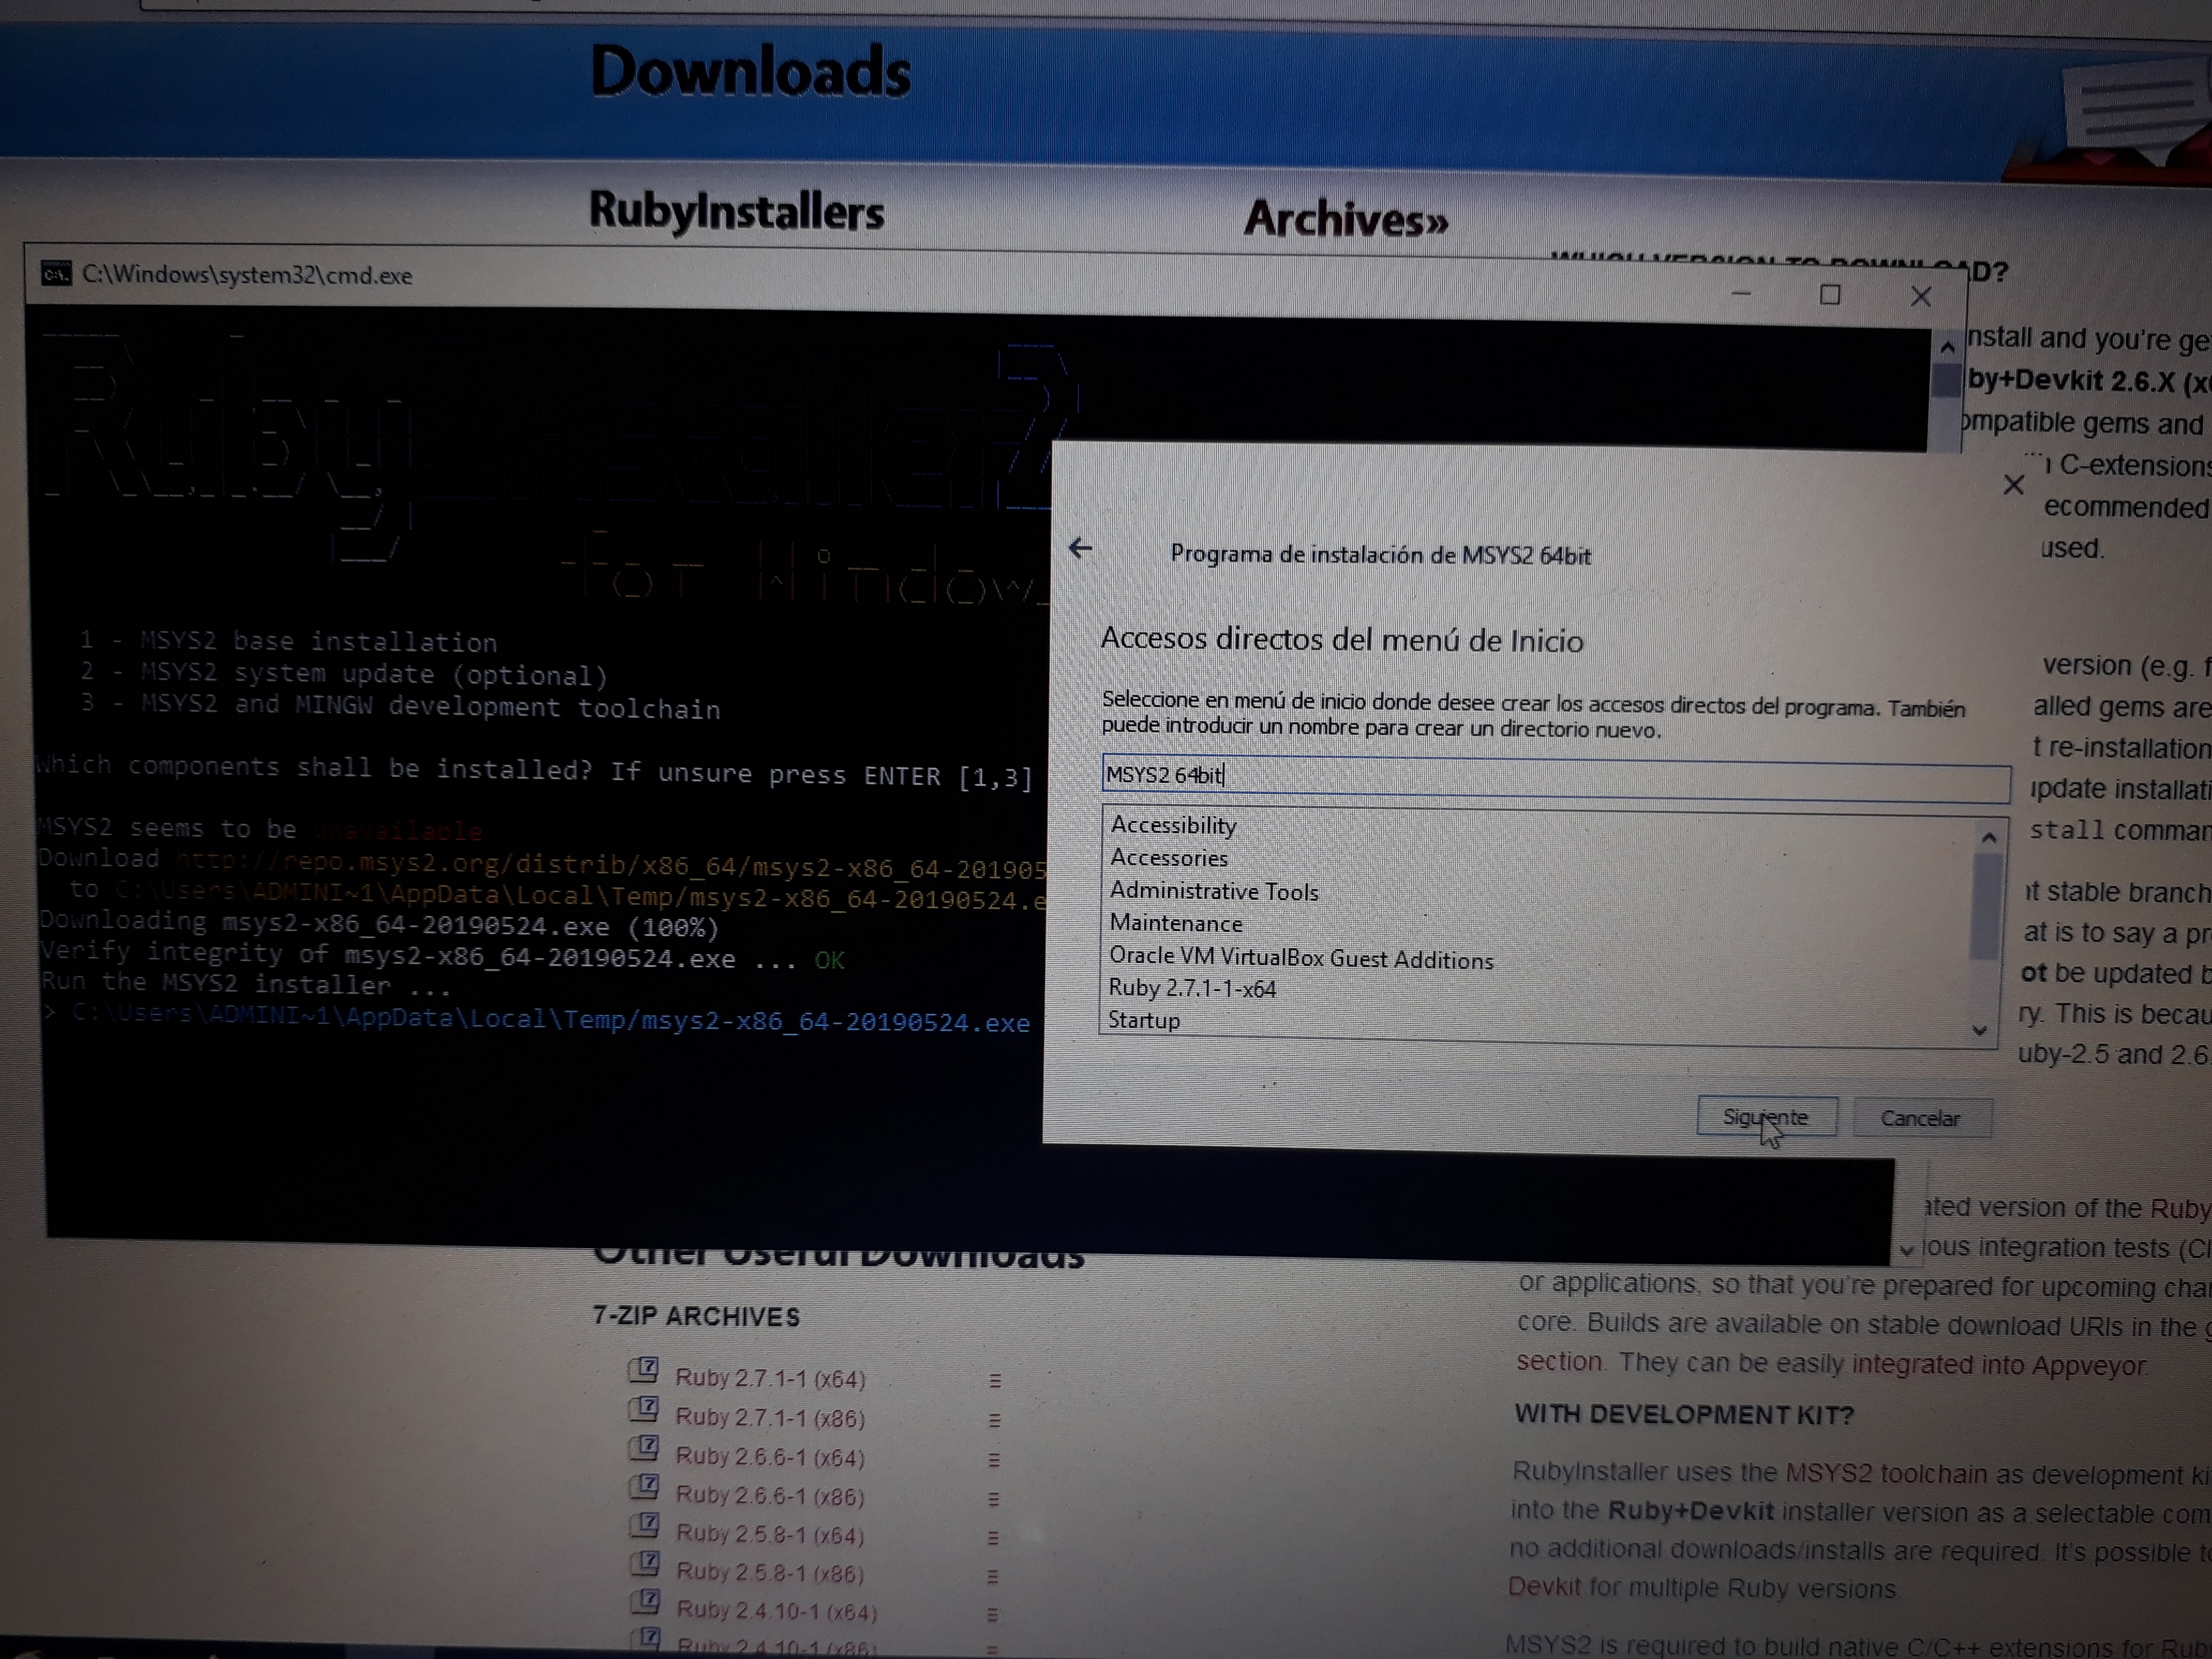 Downloads
RubyInstallers
Archives»
WHICH VERSION TO DOWNLOAD?
C:\Windows\system32\cmd.exe
Ruby Installer2
for Window
1 - MSYS2 base installation
2 - MSYS2 system update (optional)
3 - MSYS2 and MINGW development toolchain
Which components shall be installed? If unsure press ENTER [1,3]
MSYS2 seems to be unavailable
Download http://repo.msys2.org/distrib/x86_64/msys2-x86_64-201905
to C:\Users\ADMINI~1\AppData\Local\Temp/msys2-x86_64-20190524.e
Downloading msys2-x86_64-20190524.exe (100%)
Verify integrity of msys2-x86_64-20190524.exe ... OK
Run the MSYS2 installer ...
> C:\Users\ADMINI~1\AppData\Local\Temp/msys2-x86_64-20190524.exe
Programa de instalación de MSYS2 64bit
Accesos directos del menú de Inicio
Seleccione en menú de inicio donde desee crear los accesos directos del programa. También
puede introducir un nombre para crear un directorio nuevo.
MSYS2 64bit
Accessibility
Accessories
Administrative Tools
Maintenance
Oracle VM VirtualBox Guest Additions
Ruby 2.7.1-1-x64
Startup
Siguiente
Cancelar
nstall and you're ge
by+Devkit 2.6.X (x
ompatible gems and
C-extensions
ecommended
used.
version (e.g. f
alled gems are
t re-installation
update installati
stall comman
nt stable branch
at is to say a pr
ot be updated b
ry. This is becau
uby-2.5 and 2.6
ated version of the Ruby
ious integration tests (CI
or applications, so that you're prepared for upcoming char
core. Builds are available on stable download URIs in the g
section. They can be easily integrated into Appveyor.
WITH DEVELOPMENT KIT?
RubyInstaller uses the MSYS2 toolchain as development ki
into the Ruby+Devkit installer version as a selectable com
no additional downloads/installs are required. It's possible to
Devkit for multiple Ruby versions.
MSYS2 is required to build native C/C++ extensions for Rub
Other Useful Downloads
7-ZIP ARCHIVES
Ruby 2.7.1-1 (x64)
Ruby 2.7.1-1 (x86)
Ruby 2.6.6-1 (x64)
Ruby 2.6.6-1 (x86)
Ruby 2.5.8-1 (x64)
Ruby 2.5.8-1 (x86)
Ruby 2.4.10-1 (x64)
Ruby 2.4.10-1 (x86)